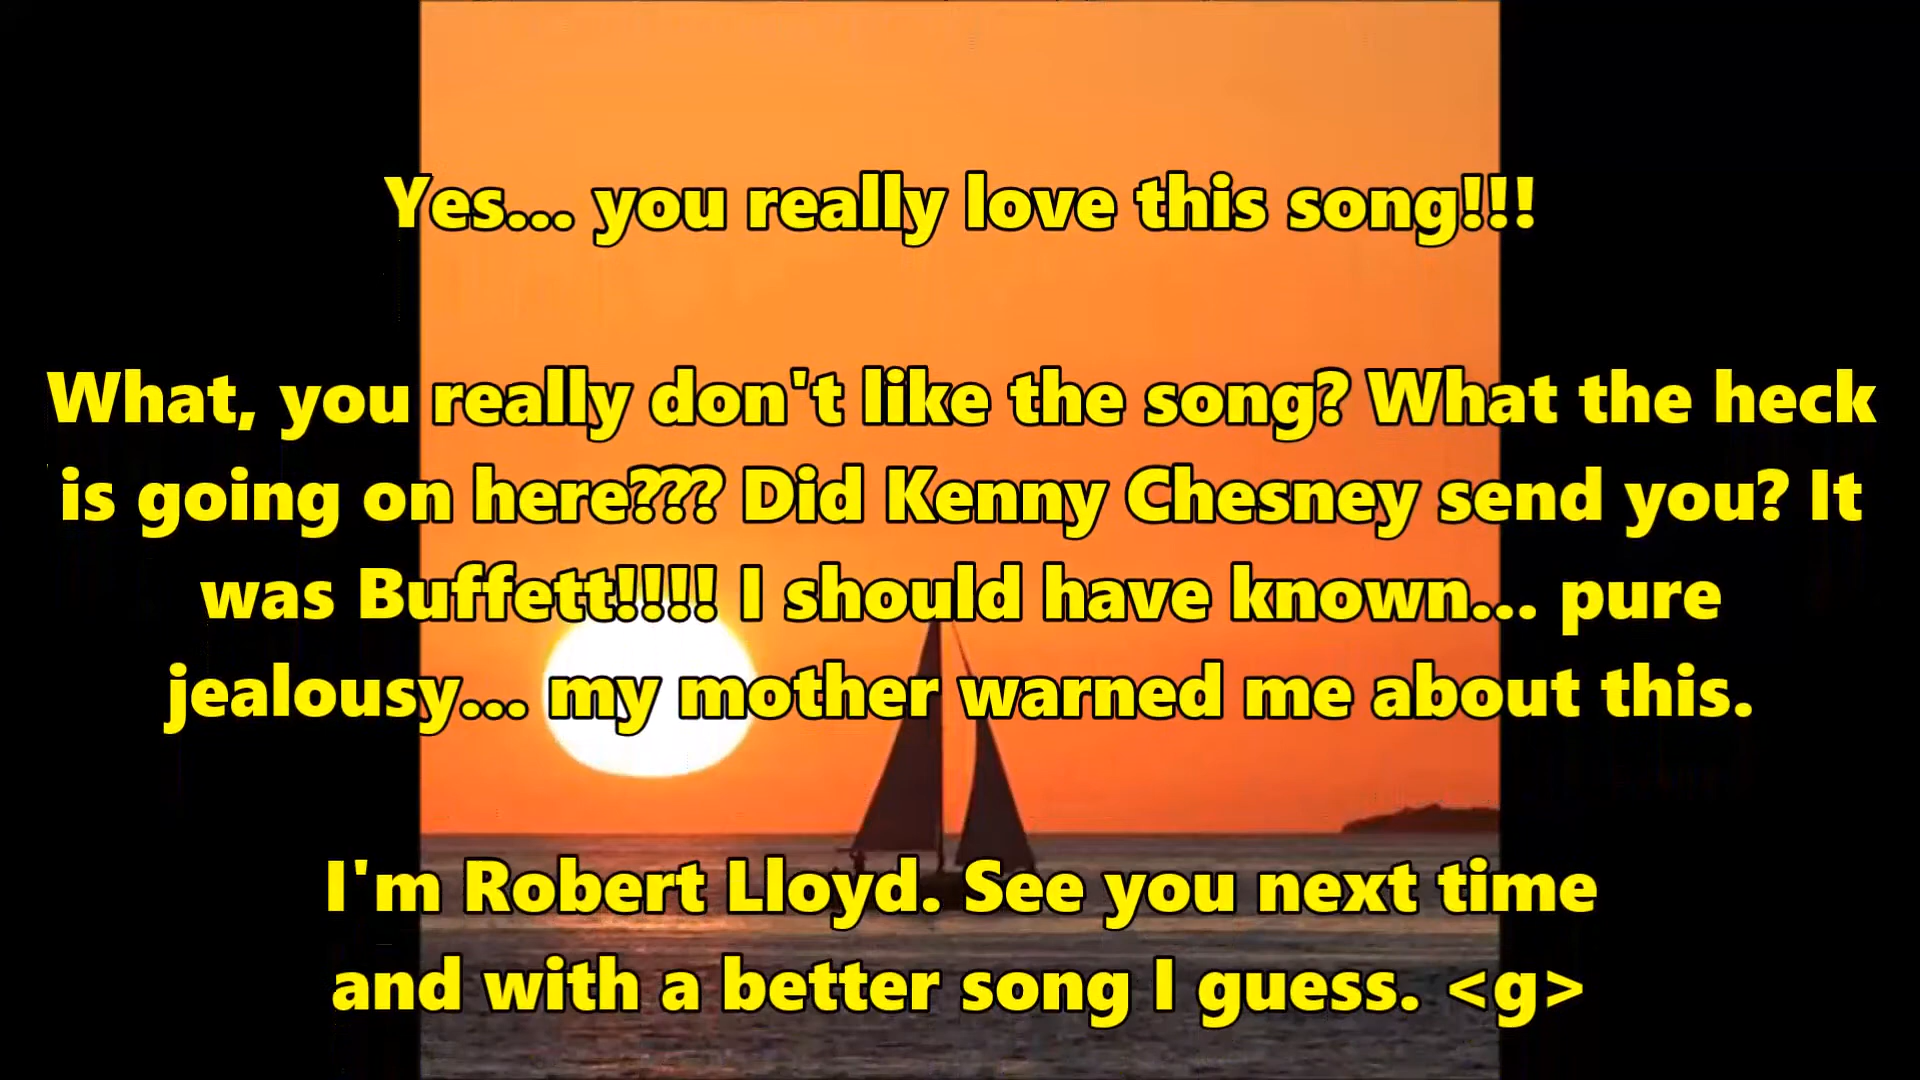 Yes... you really love this song!!!
What, you really don't like the song? What the heck
is going on here??? Did Kenny Chesney send you? It
was Buffett!!!! I should have known... pure
jealousy... my mother warned me about this.
I'm Robert Lloyd. See you next time
and with a better song I guess. <g>